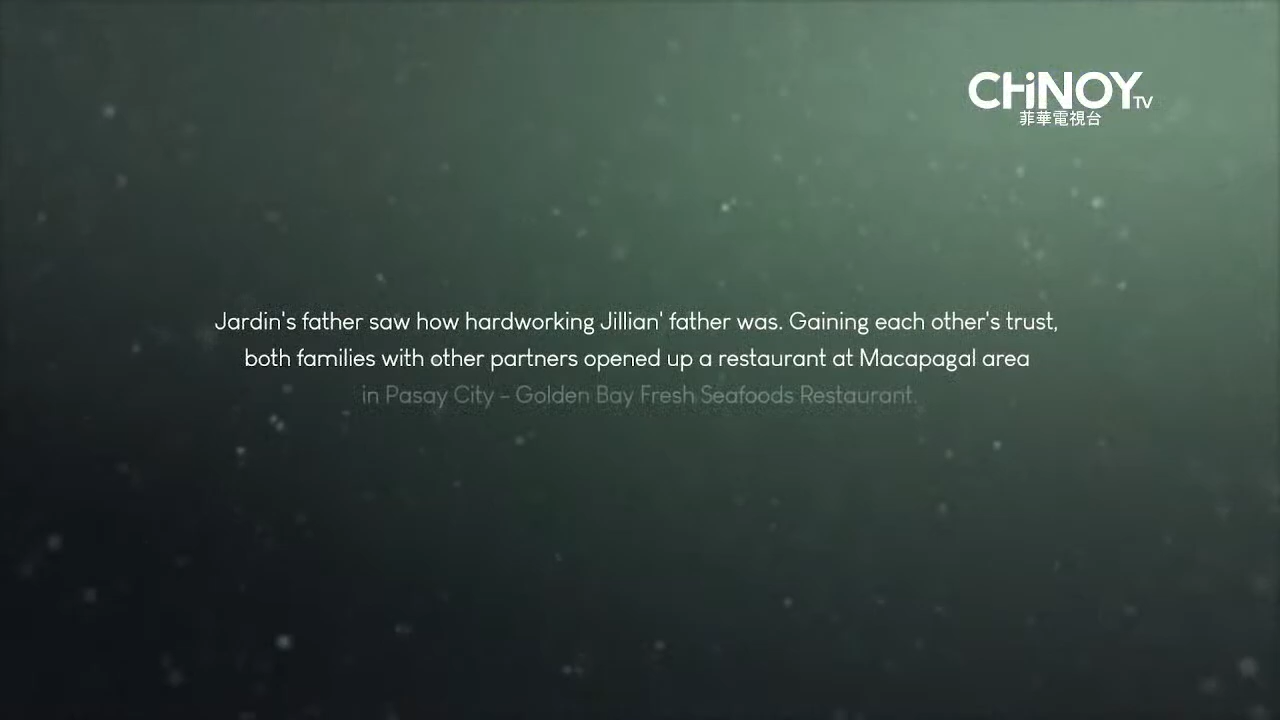 CHiNOY TV
菲華電視台
Jardin's father saw how hardworking Jillian' father was. Gaining each other's trust,
both families with other partners opened up a restaurant at Macapagal area
in Pasay City - Golden Bay Fresh Seafoods Restaurant.